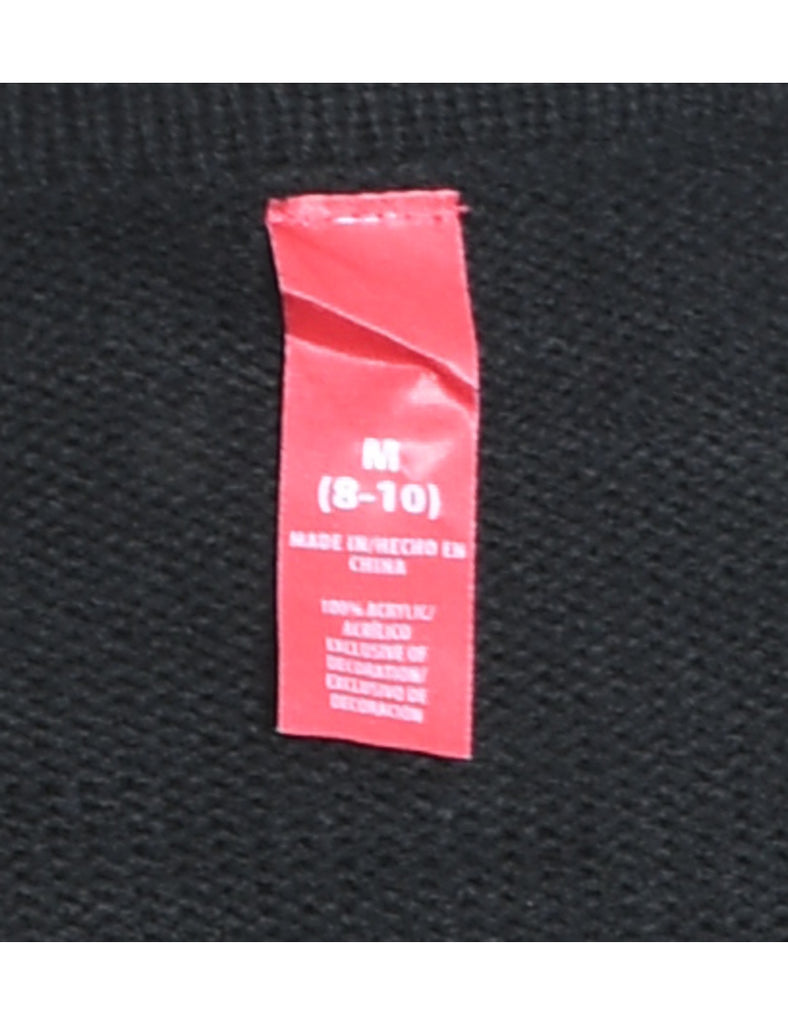 M
(8-10)
MADE IN/HECHO EN
CHINA
100% ACRYLIC/
ACRÍLICO
EXCLUSIVE OF
DECORATION/
EXCLUSIVO DE
DECORACIÓN